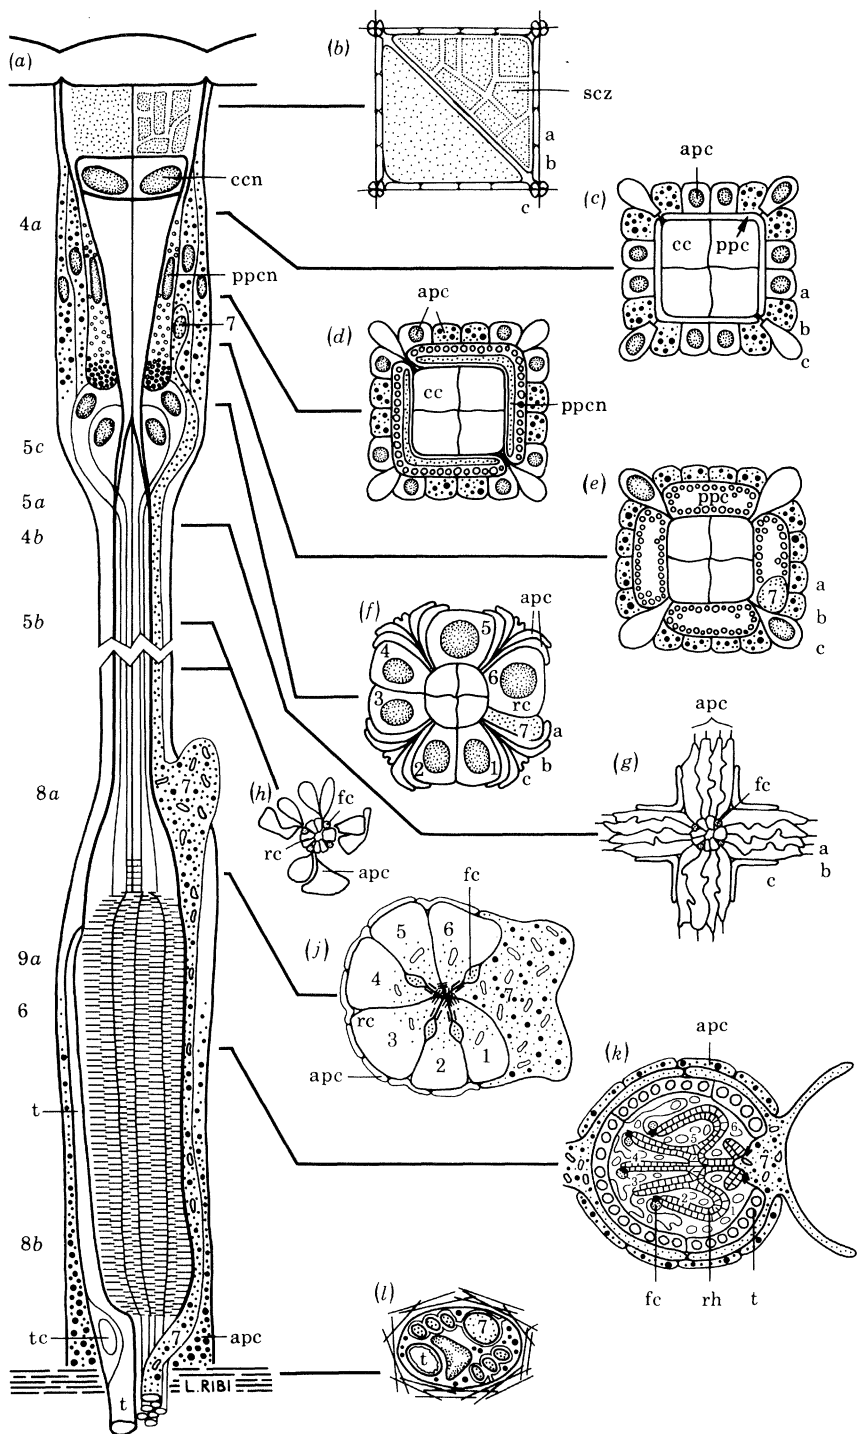 (a)
4a
5c
5a
4b
5b
8a
9a
6
t
8b
tc
t
ccn
ppcn
7
7
7
apc
L.RIBI
(b)
scz
a
b
c
(c)
apc
cc
ppc
a
b
c
(d)
apc
cc
ppcn
(e)
ppc
7
a
b
c
(f)
apc
5
4
6
3
rc
7
2
1
a
b
c
(g)
apc
fc
a
b
c
(h)
fc
rc
apc
(j)
fc
5
6
4
7
rc
3
2
1
apc
(k)
apc
6
5
4
7
3
2
1
fc
rh
t
(l)
7
t